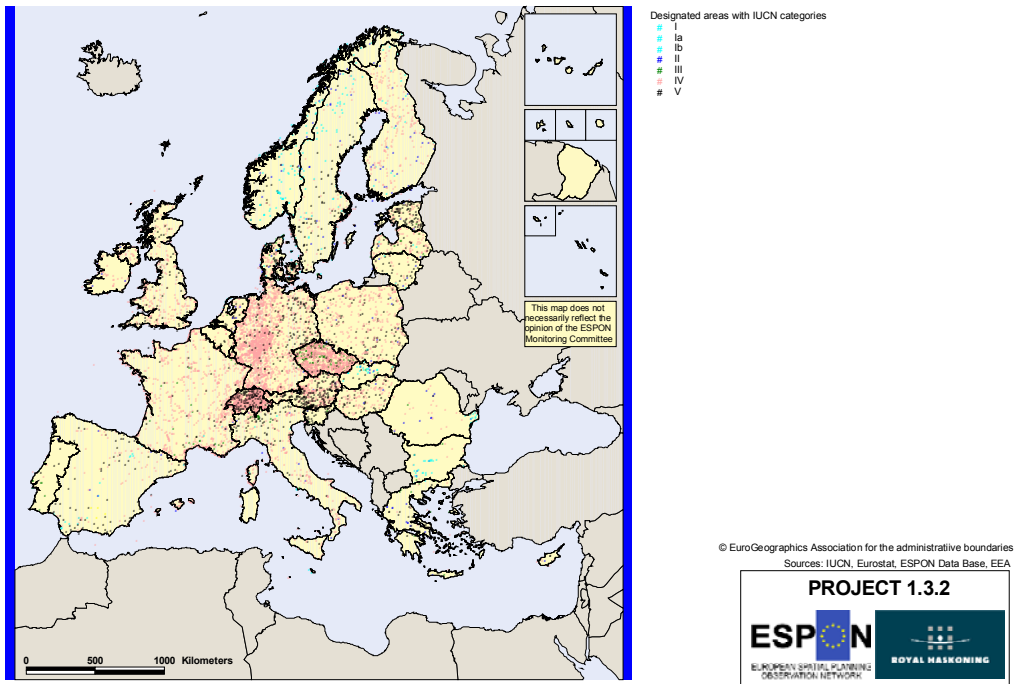 Designated areas with IUCN categories
# I
# Ia
# Ib
# II
# III
# IV
# V
This map does not
necessarily reflect the
opinion of the ESPON
Monitoring Committee
© EuroGeographics Association for the administratiive boundaries
Sources: IUCN, Eurostat, ESPON Data Base, EEA
PROJECT 1.3.2
ESPON
EUROPEAN SPATIAL PLANNING
OBSERVATION NETWORK
ROYAL HASKONING
0 500 1000 Kilometers